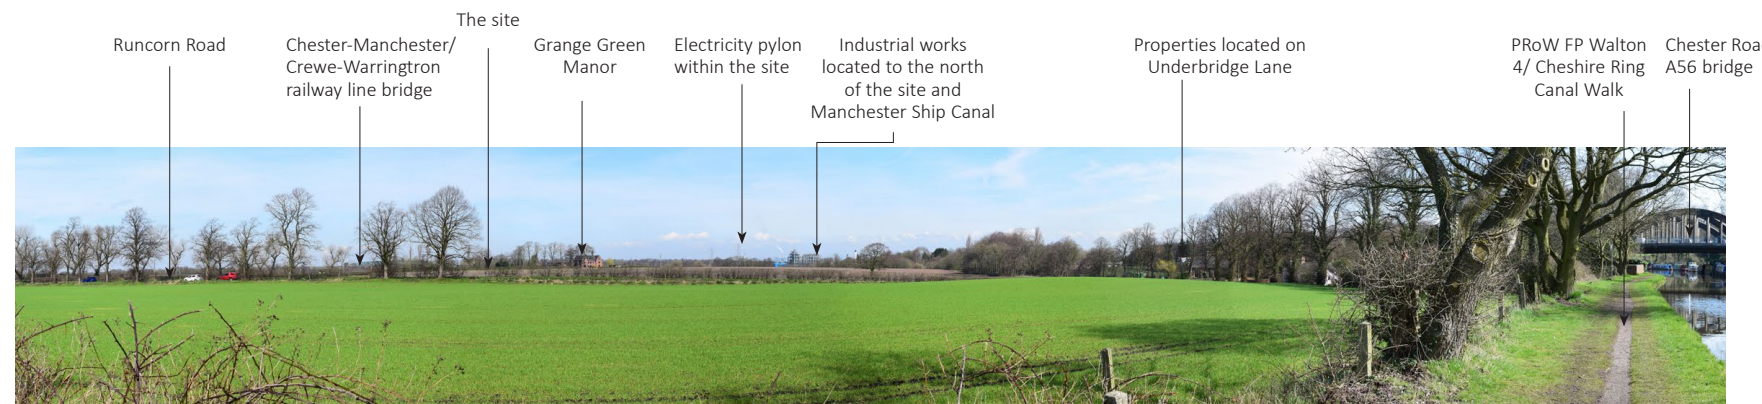 The site
Runcorn Road
Chester-Manchester/
Crewe-Warringtron
railway line bridge
Grange Green
Manor
Electricity pylon
within the site
Industrial works
located to the north
of the site and
Manchester Ship Canal
Properties located on
Underbridge Lane
PRoW FP Walton
4/ Cheshire Ring
Canal Walk
Chester Roa
A56 bridge